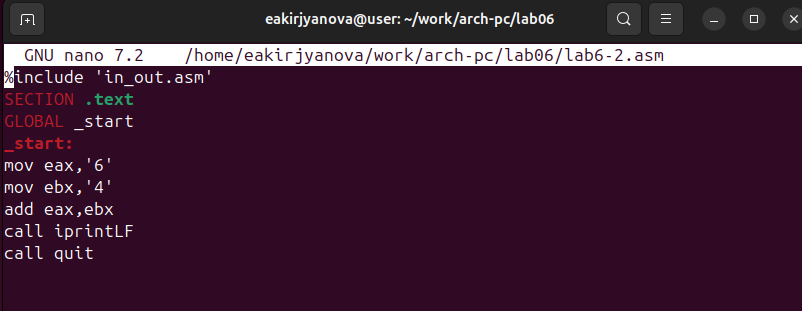 eakirjyanova@user: ~/work/arch-pc/lab06
GNU nano 7.2 /home/eakirjyanova/work/arch-pc/lab06/lab6-2.asm
%include 'in_out.asm'
SECTION .text
GLOBAL _start
_start:
mov eax,'6'
mov ebx,'4'
add eax,ebx
call iprintLF
call quit